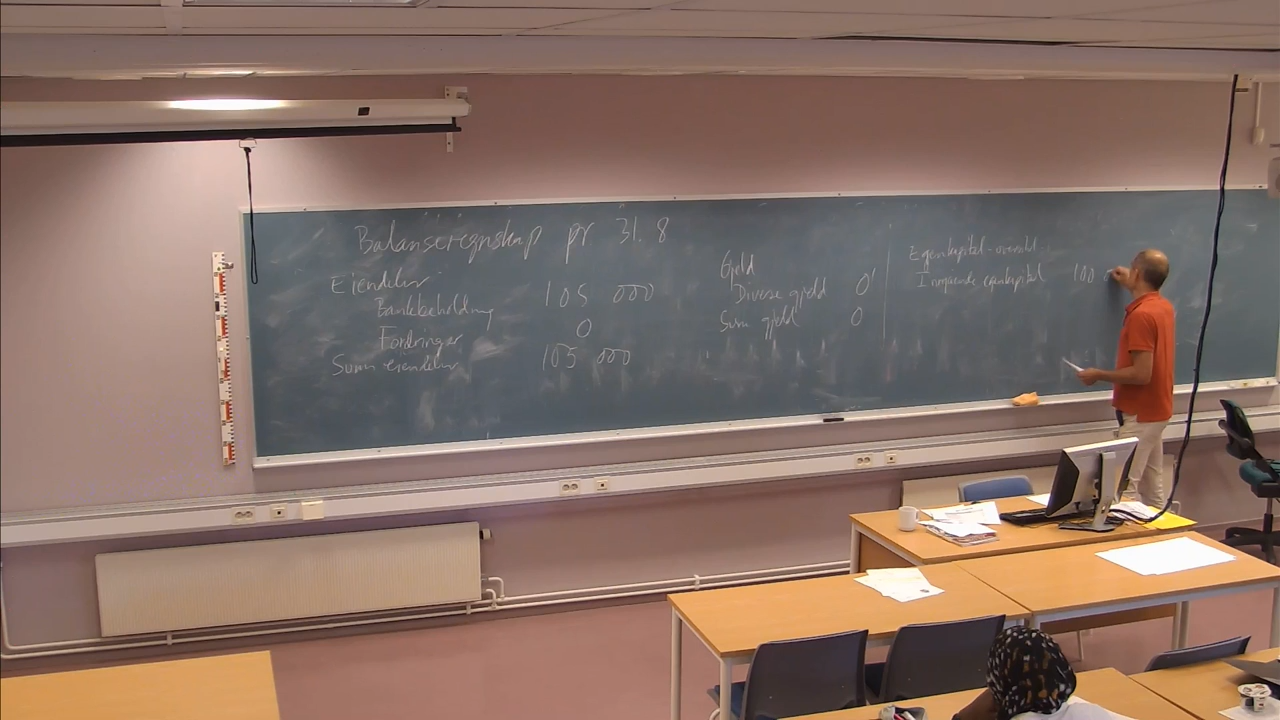 Balanseregnskap pr. 31.8
Eiendeler
Bankbeholdning 105 000
Fordringer 0
Sum eiendeler 105 000
Gjeld
Diverse gjeld 0
Sum gjeld 0
Egenkapital-oversikt
Inngående egenkapital 100 0